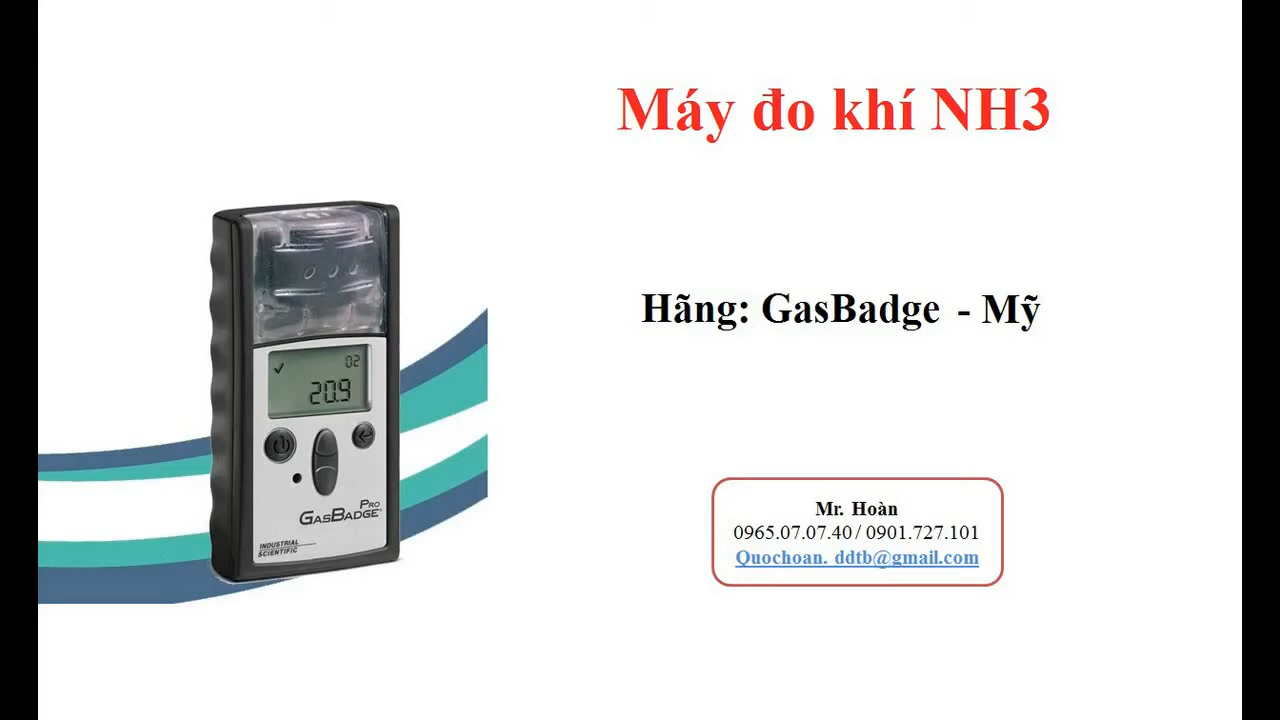 Máy đo khí NH3
Hãng: GasBadge - Mỹ
O2
20.9
PRO
GASBADGE
INDUSTRIAL
SCIENTIFIC
Mr. Hoàn
0965.07.07.40 / 0901.727.101
Quochoan. ddtb@gmail.com